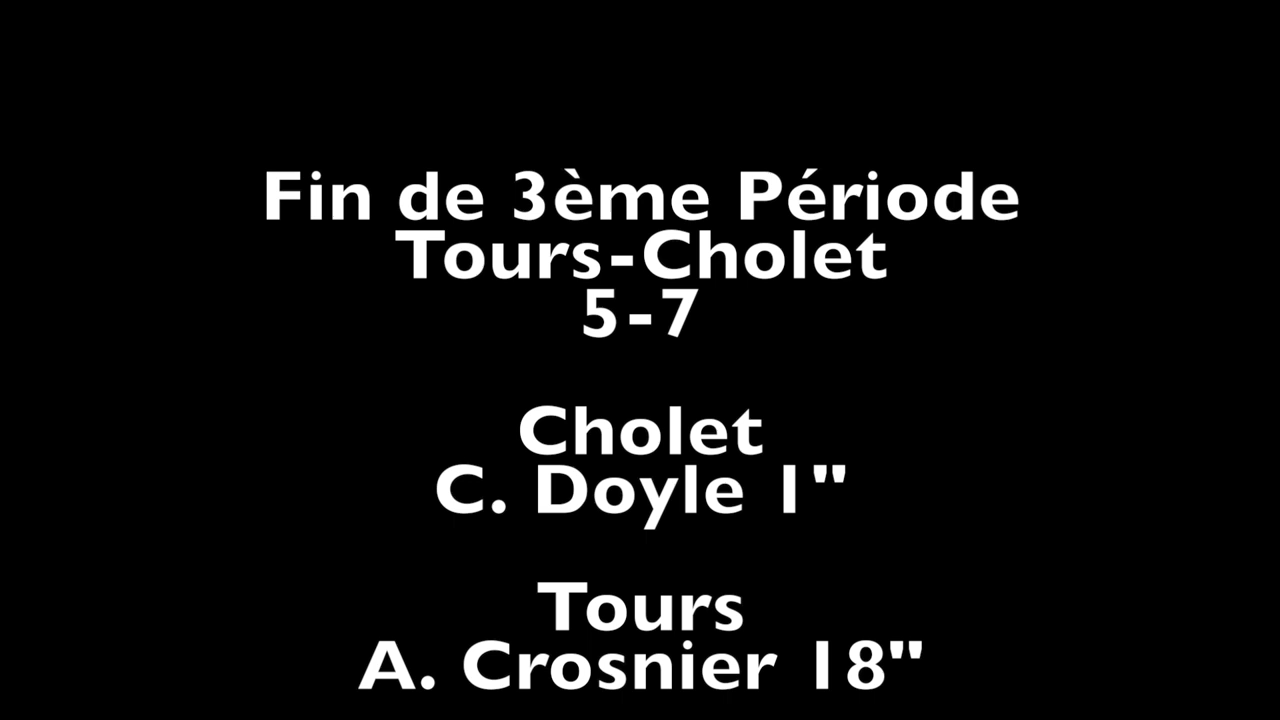 Fin de 3ème Période
Tours-Cholet
5-7
Cholet
C. Doyle 1"
Tours
A. Crosnier 18"